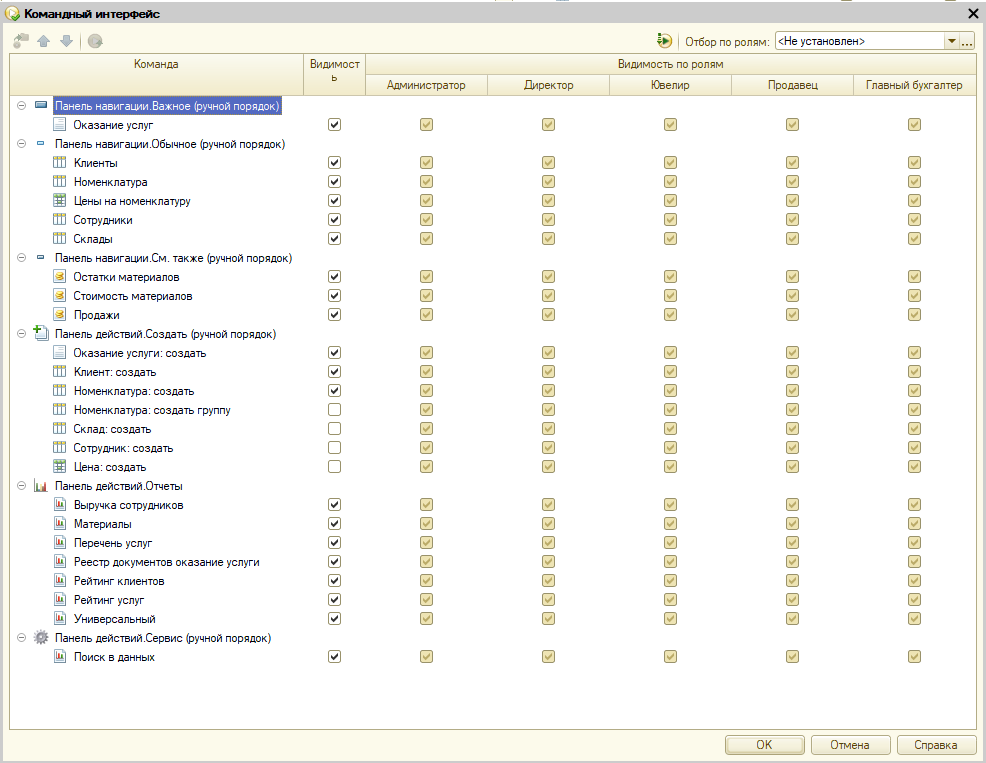 Командный интерфейс
Отбор по ролям: <Не установлен>
Команда
Видимост
ь
Видимость по ролям
Администратор Директор Ювелир Продавец Главный бухгалтер
Панель навигации.Важное (ручной порядок)
Оказание услуг
Панель навигации.Обычное (ручной порядок)
Клиенты
Номенклатура
Цены на номенклатуру
Сотрудники
Склады
Панель навигации.См. также (ручной порядок)
Остатки материалов
Стоимость материалов
Продажи
Панель действий.Создать (ручной порядок)
Оказание услуги: создать
Клиент: создать
Номенклатура: создать
Номенклатура: создать группу
Склад: создать
Сотрудник: создать
Цена: создать
Панель действий.Отчеты
Выручка сотрудников
Материалы
Перечень услуг
Реестр документов оказание услуги
Рейтинг клиентов
Рейтинг услуг
Универсальный
Панель действий.Сервис (ручной порядок)
Поиск в данных
ОК Отмена Справка